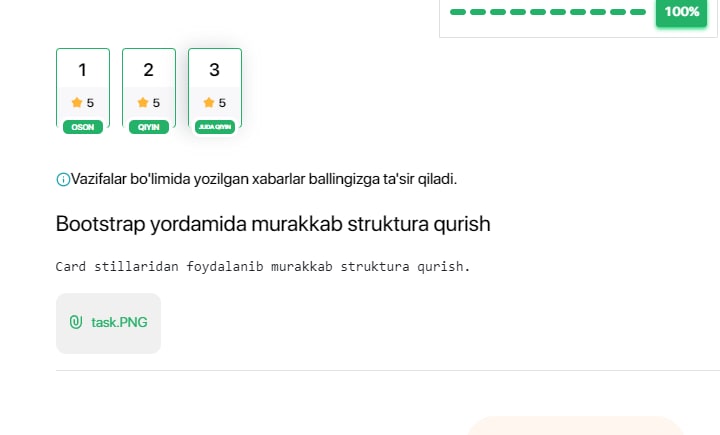 100%
1 2 3
5 5 5
OSON QIYIN JUDA QIYIN
Vazifalar bo'limida yozilgan xabarlar ballingizga ta'sir qiladi.
Bootstrap yordamida murakkab struktura qurish
Card stillaridan foydalanib murakkab struktura qurish.
task.PNG